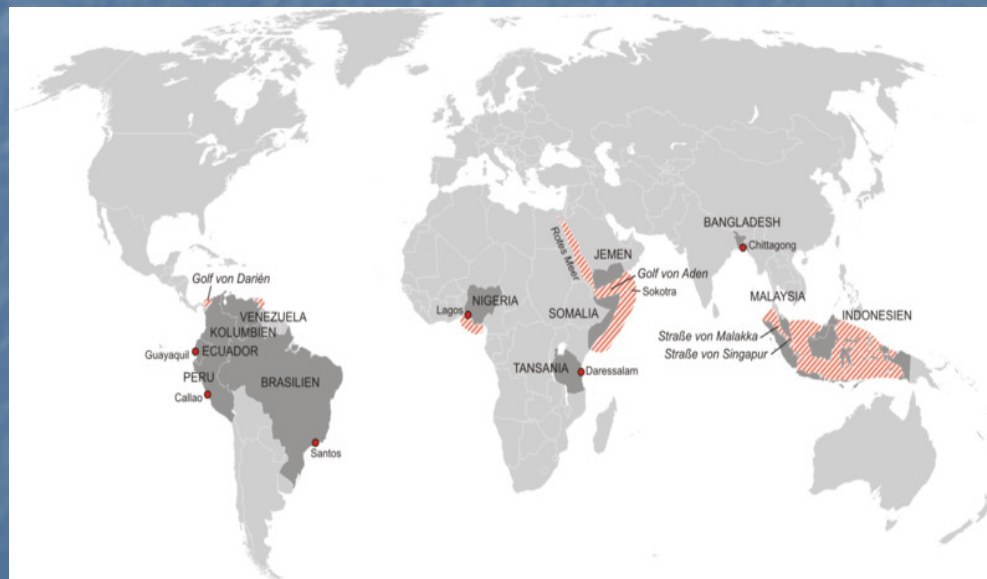 BANGLADESH
Chittagong
Rotes Meer
JEMEN
Golf von Aden
Sokotra
Golf von Darién
NIGERIA
Lagos
SOMALIA
MALAYSIA
INDONESIEN
VENEZUELA
KOLUMBIEN
Straße von Malakka
Straße von Singapur
Guayaquil
ECUADOR
TANSANIA
Daressalam
PERU
BRASILIEN
Callao
Santos